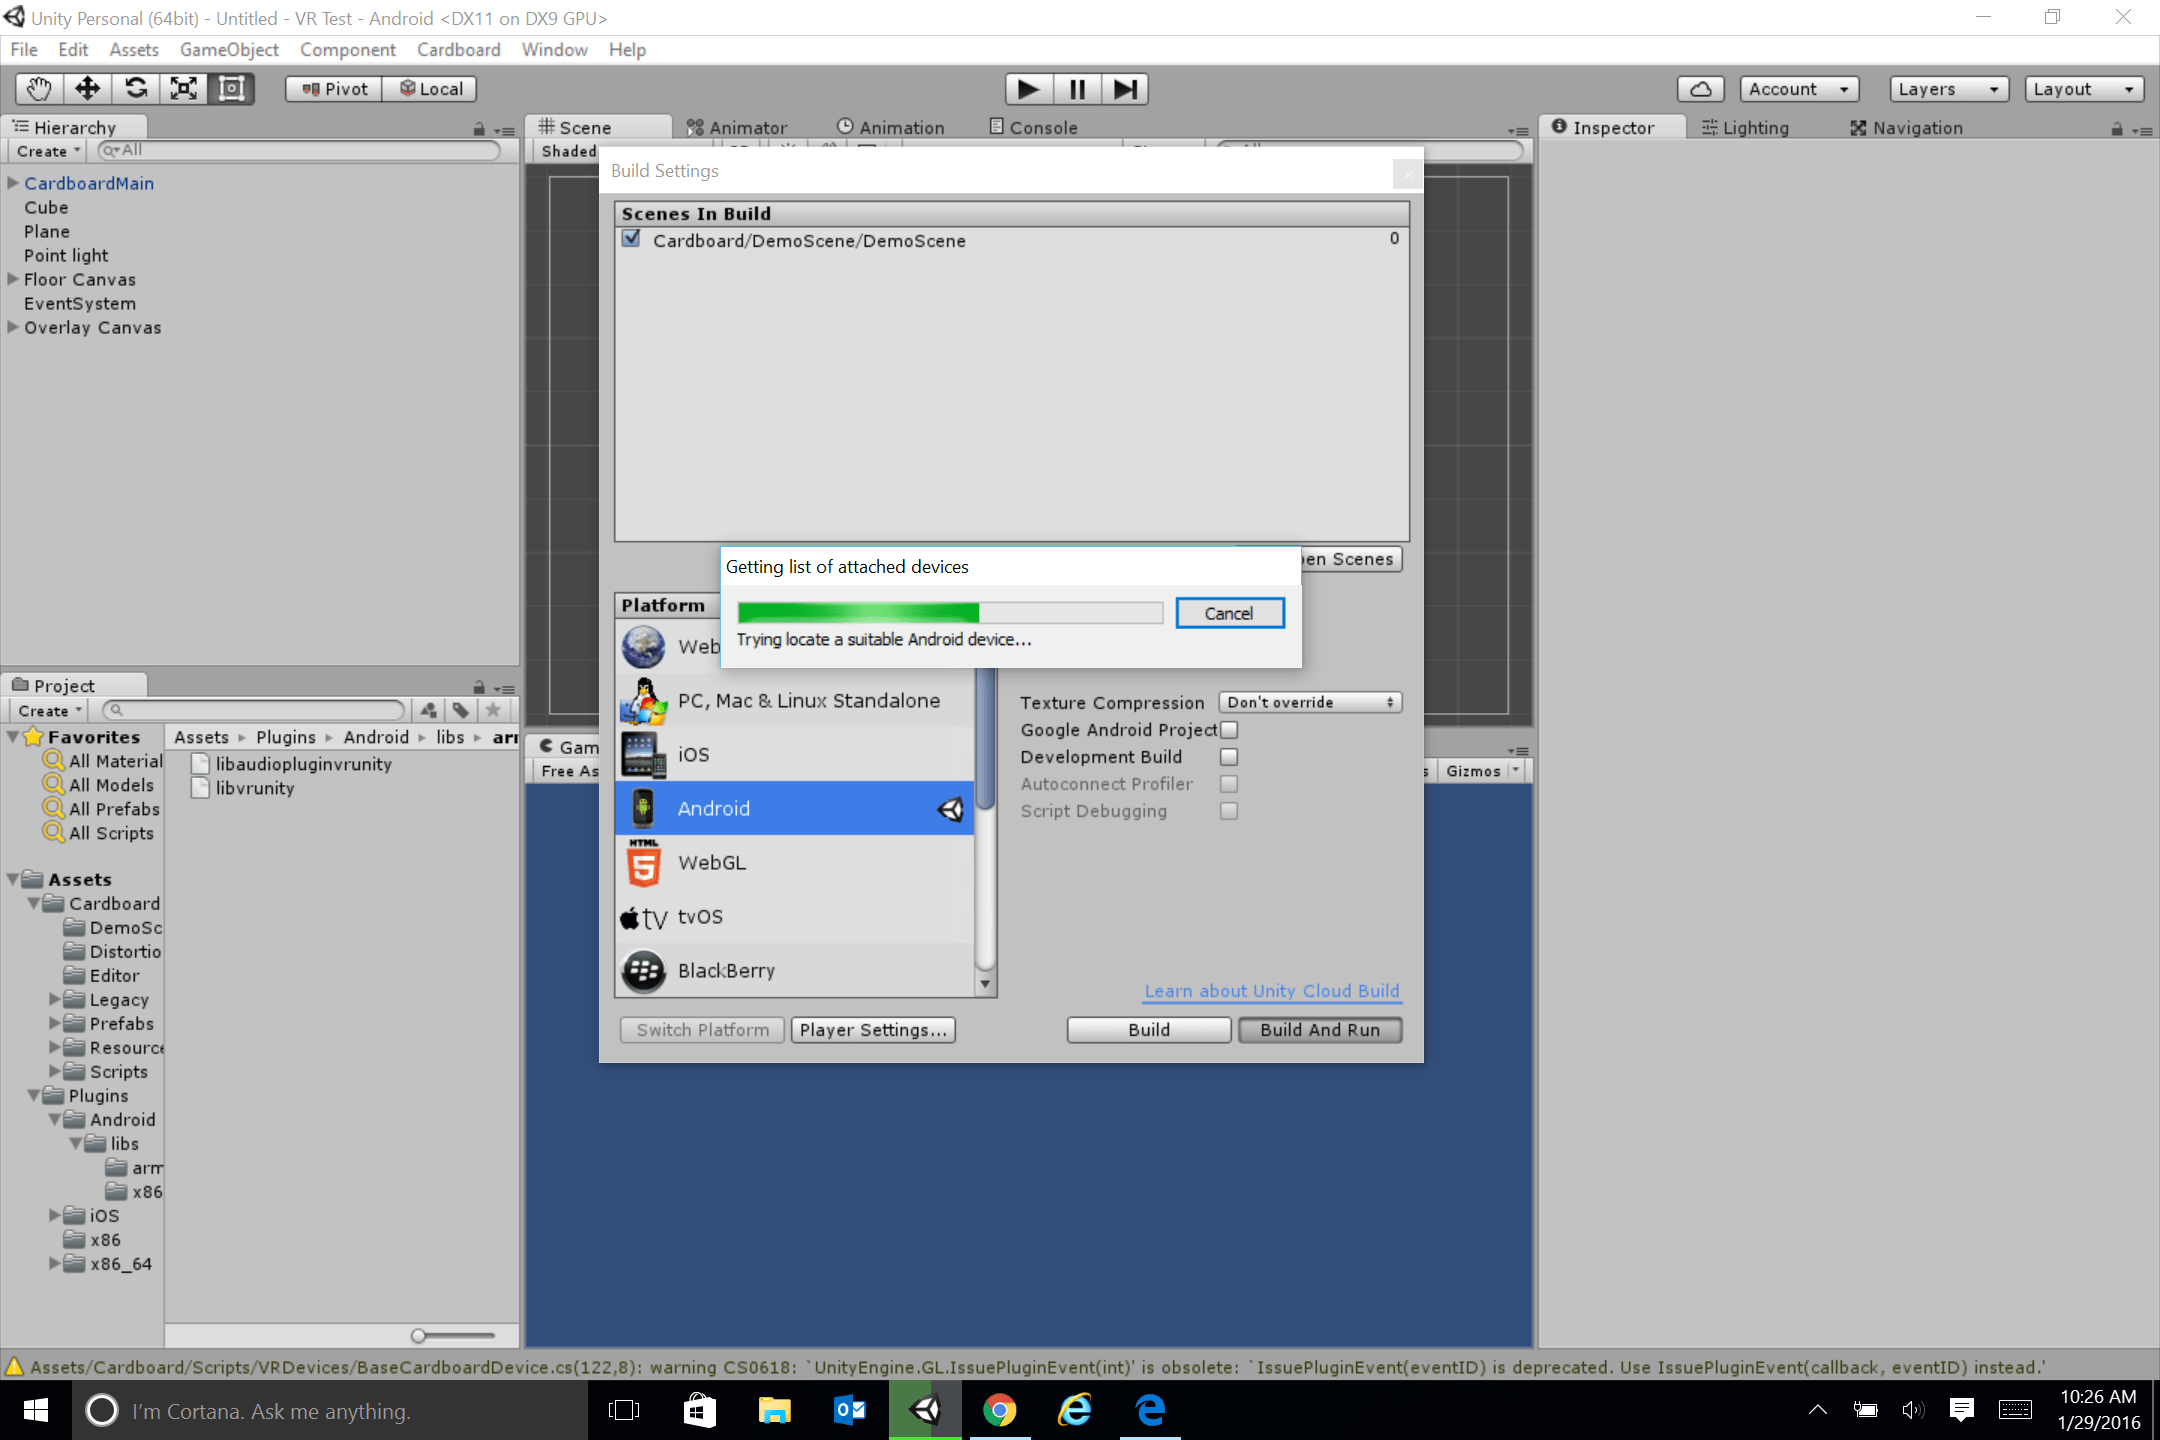 Unity Personal (64bit) - Untitled - VR Test - Android <DX11 on DX9 GPU>
File Edit Assets GameObject Component Cardboard Window Help
Pivot Local Account Layers Layout
Hierarchy
Create All
CardboardMain
Cube
Plane
Point light
Floor Canvas
EventSystem
Overlay Canvas
Scene Animator Animation Console
Shaded
Inspector Lighting Navigation
Build Settings
Scenes In Build
Cardboard/DemoScene/DemoScene 0
en Scenes
Getting list of attached devices
Cancel
Trying locate a suitable Android device...
Platform
Web
PC, Mac & Linux Standalone
iOS
Android
HTML
5
WebGL
tv tvOS
BlackBerry
Texture Compression Don't override
Google Android Project
Development Build
Autoconnect Profiler
Script Debugging
Learn about Unity Cloud Build
Switch Platform Player Settings... Build Build And Run
Project
Create
Favorites
All Material
All Models
All Prefabs
All Scripts
Assets
Cardboard
DemoSc
Distortio
Editor
Legacy
Prefabs
Resource
Scripts
Plugins
Android
libs
arm
x86
iOS
x86
x86_64
Assets Plugins Android libs arm
libaudiopluginvrunity
libvrunity
Gam
Free As
s Gizmos
Assets/Cardboard/Scripts/VRDevices/BaseCardboardDevice.cs(122,8): warning CS0618: `UnityEngine.GL.IssuePluginEvent(int)' is obsolete: `IssuePluginEvent(eventID) is deprecated. Use IssuePluginEvent(callback, eventID) instead.'
I'm Cortana. Ask me anything.
10:26 AM
1/29/2016